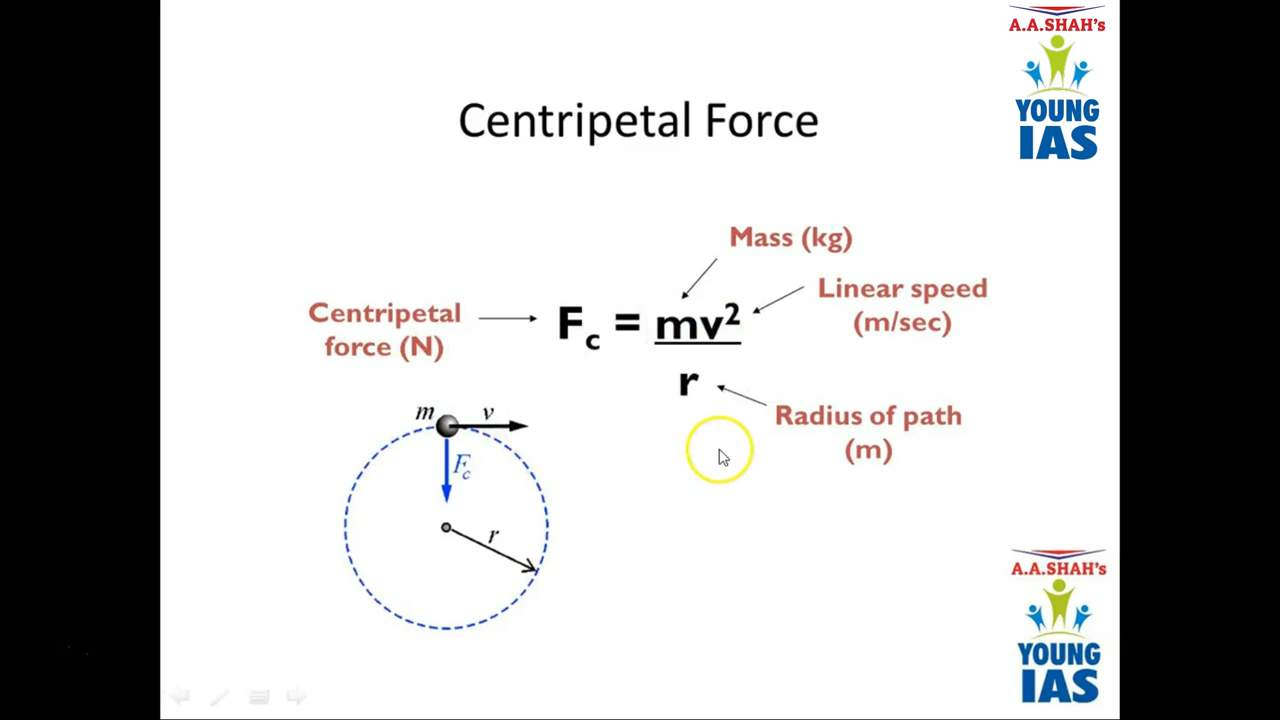 A.A.SHAH's
YOUNG
IAS
Centripetal Force
Mass (kg)
Linear speed
(m/sec)
Centripetal
force (N)
Fc = mv²
r
Radius of path
(m)
m
v
Fc
r
A.A.SHAH's
YOUNG
IAS